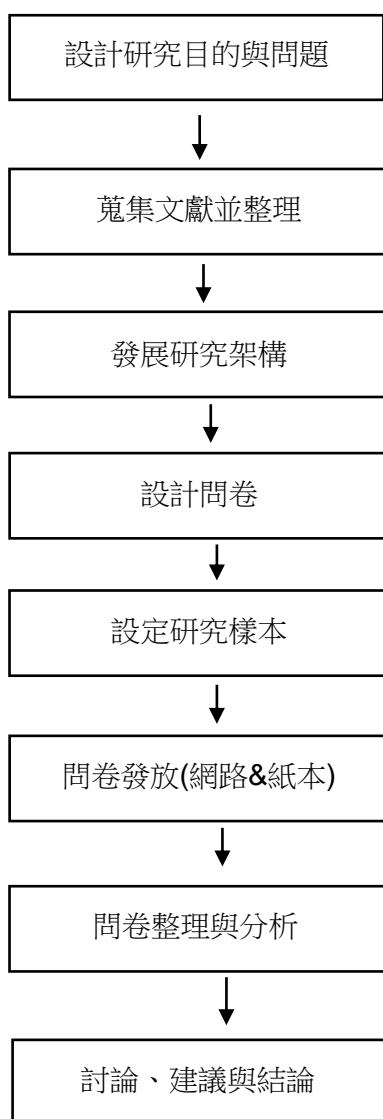 設計研究目的與問題
蒐集文獻並整理
發展研究架構
設計問卷
設定研究樣本
問卷發放(網路&紙本)
問卷整理與分析
討論、建議與結論